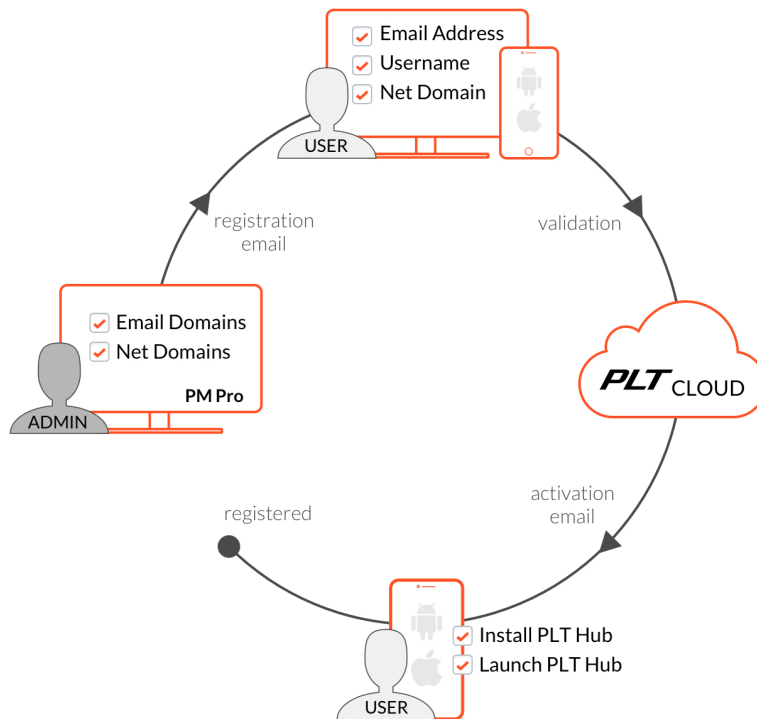 Email Address
Username
Net Domain
USER
registration
email
validation
Email Domains
Net Domains
PM Pro
ADMIN
PLT CLOUD
activation
email
registered
Install PLT Hub
Launch PLT Hub
USER